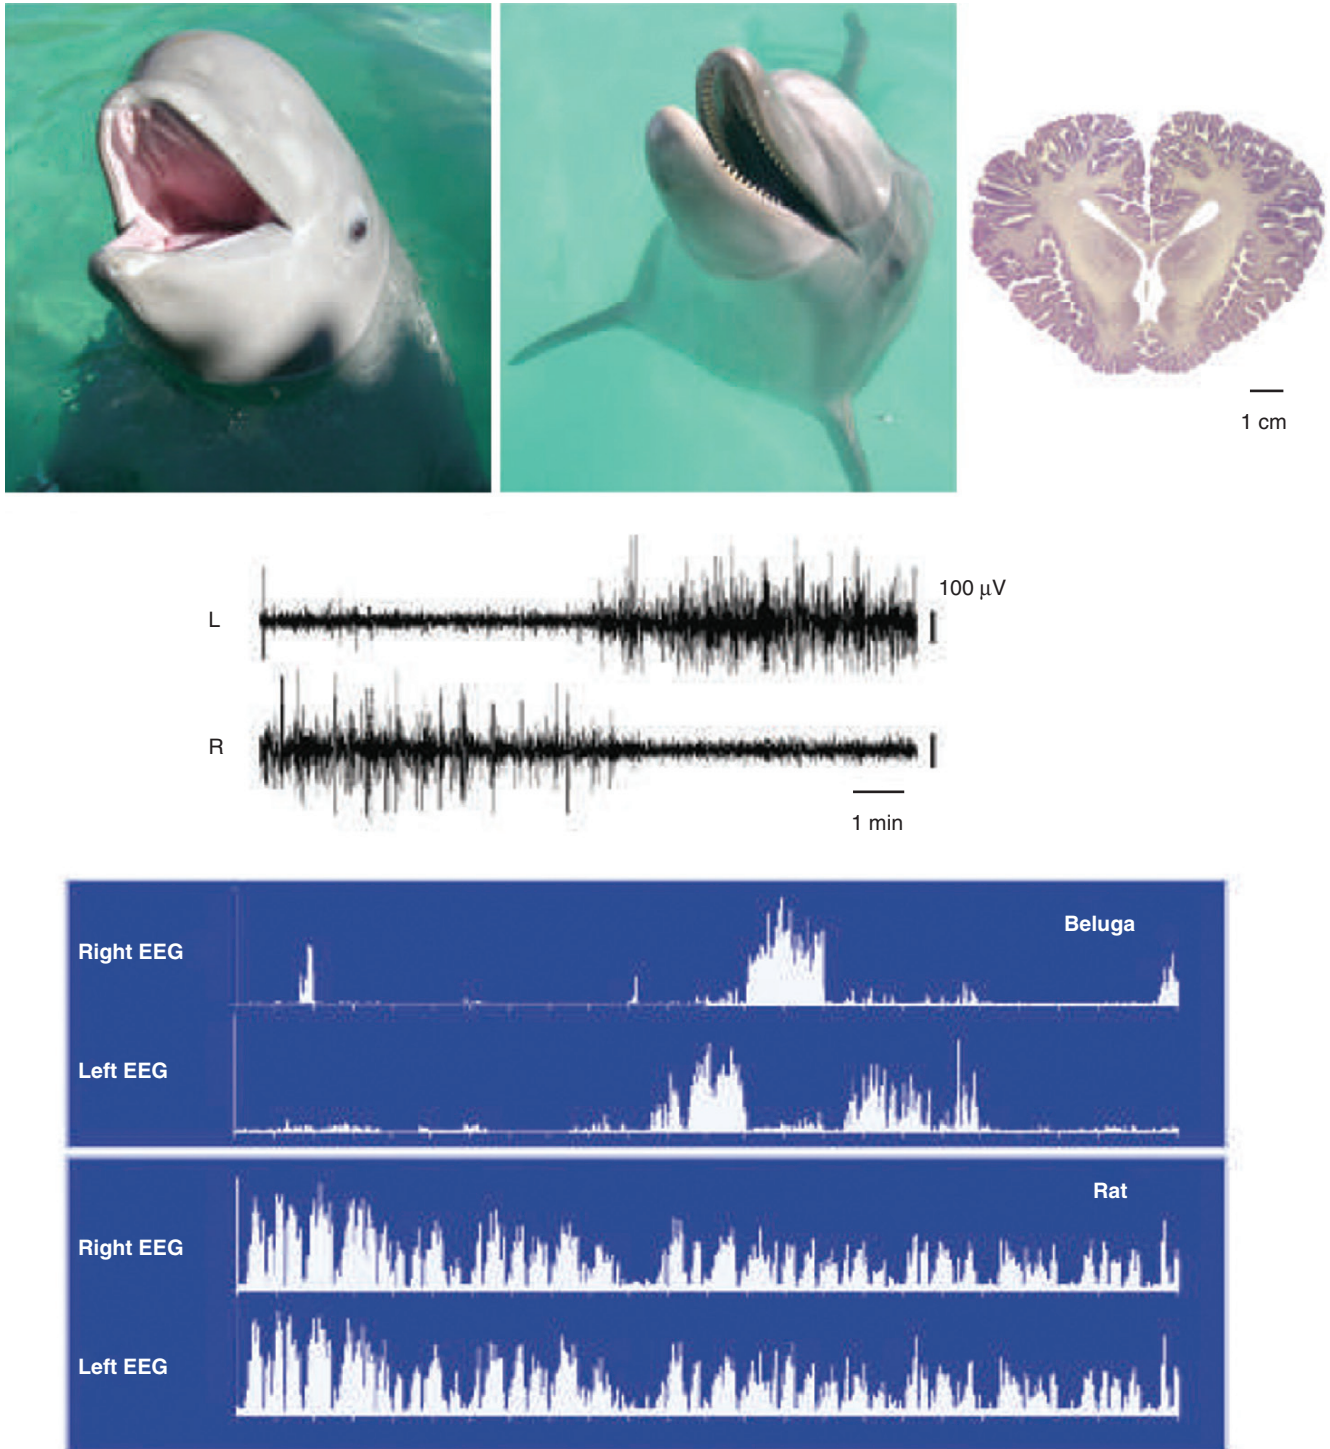 1 cm
100 μV
L
R
1 min
Beluga
Right EEG
Left EEG
Rat
Right EEG
Left EEG